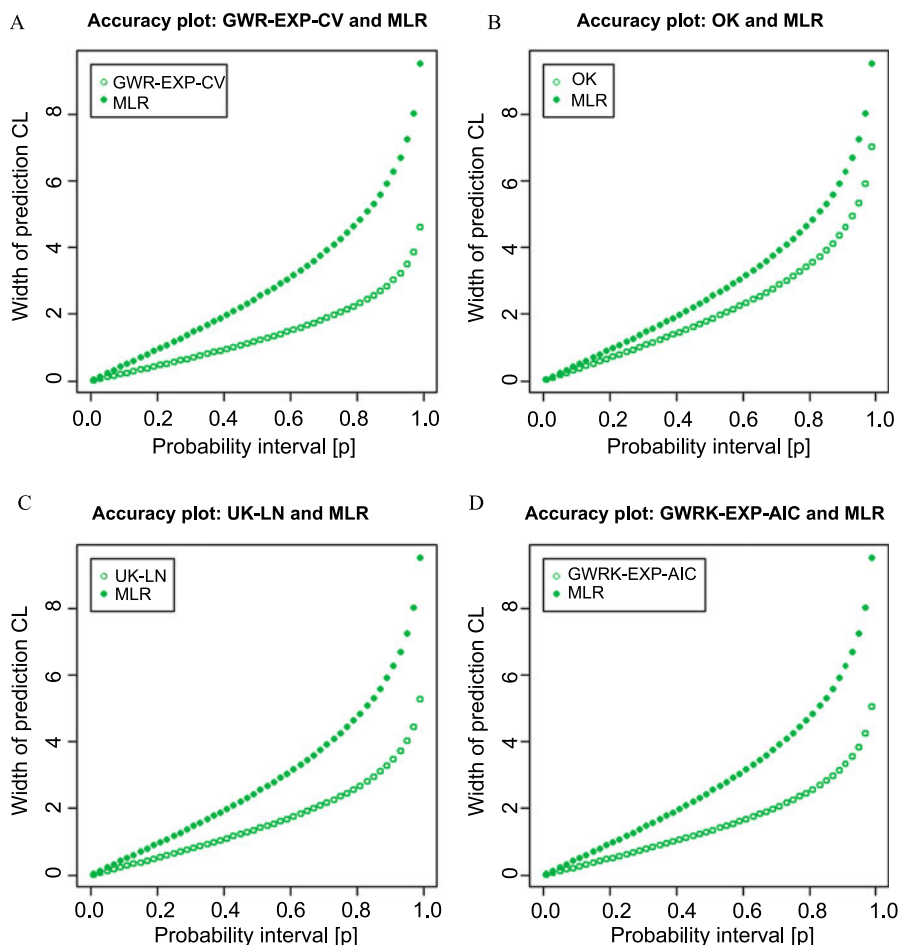 A
Accuracy plot: GWR-EXP-CV and MLR
GWR-EXP-CV
MLR
Width of prediction CL
0
2
4
6
8
0.0 0.2 0.4 0.6 0.8 1.0
Probability interval [p]
B
Accuracy plot: OK and MLR
OK
MLR
Width of prediction CL
0
2
4
6
8
0.0 0.2 0.4 0.6 0.8 1.0
Probability interval [p]
C
Accuracy plot: UK-LN and MLR
UK-LN
MLR
Width of prediction CL
0
2
4
6
8
0.0 0.2 0.4 0.6 0.8 1.0
Probability interval [p]
D
Accuracy plot: GWRK-EXP-AIC and MLR
GWRK-EXP-AIC
MLR
Width of prediction CL
0
2
4
6
8
0.0 0.2 0.4 0.6 0.8 1.0
Probability interval [p]